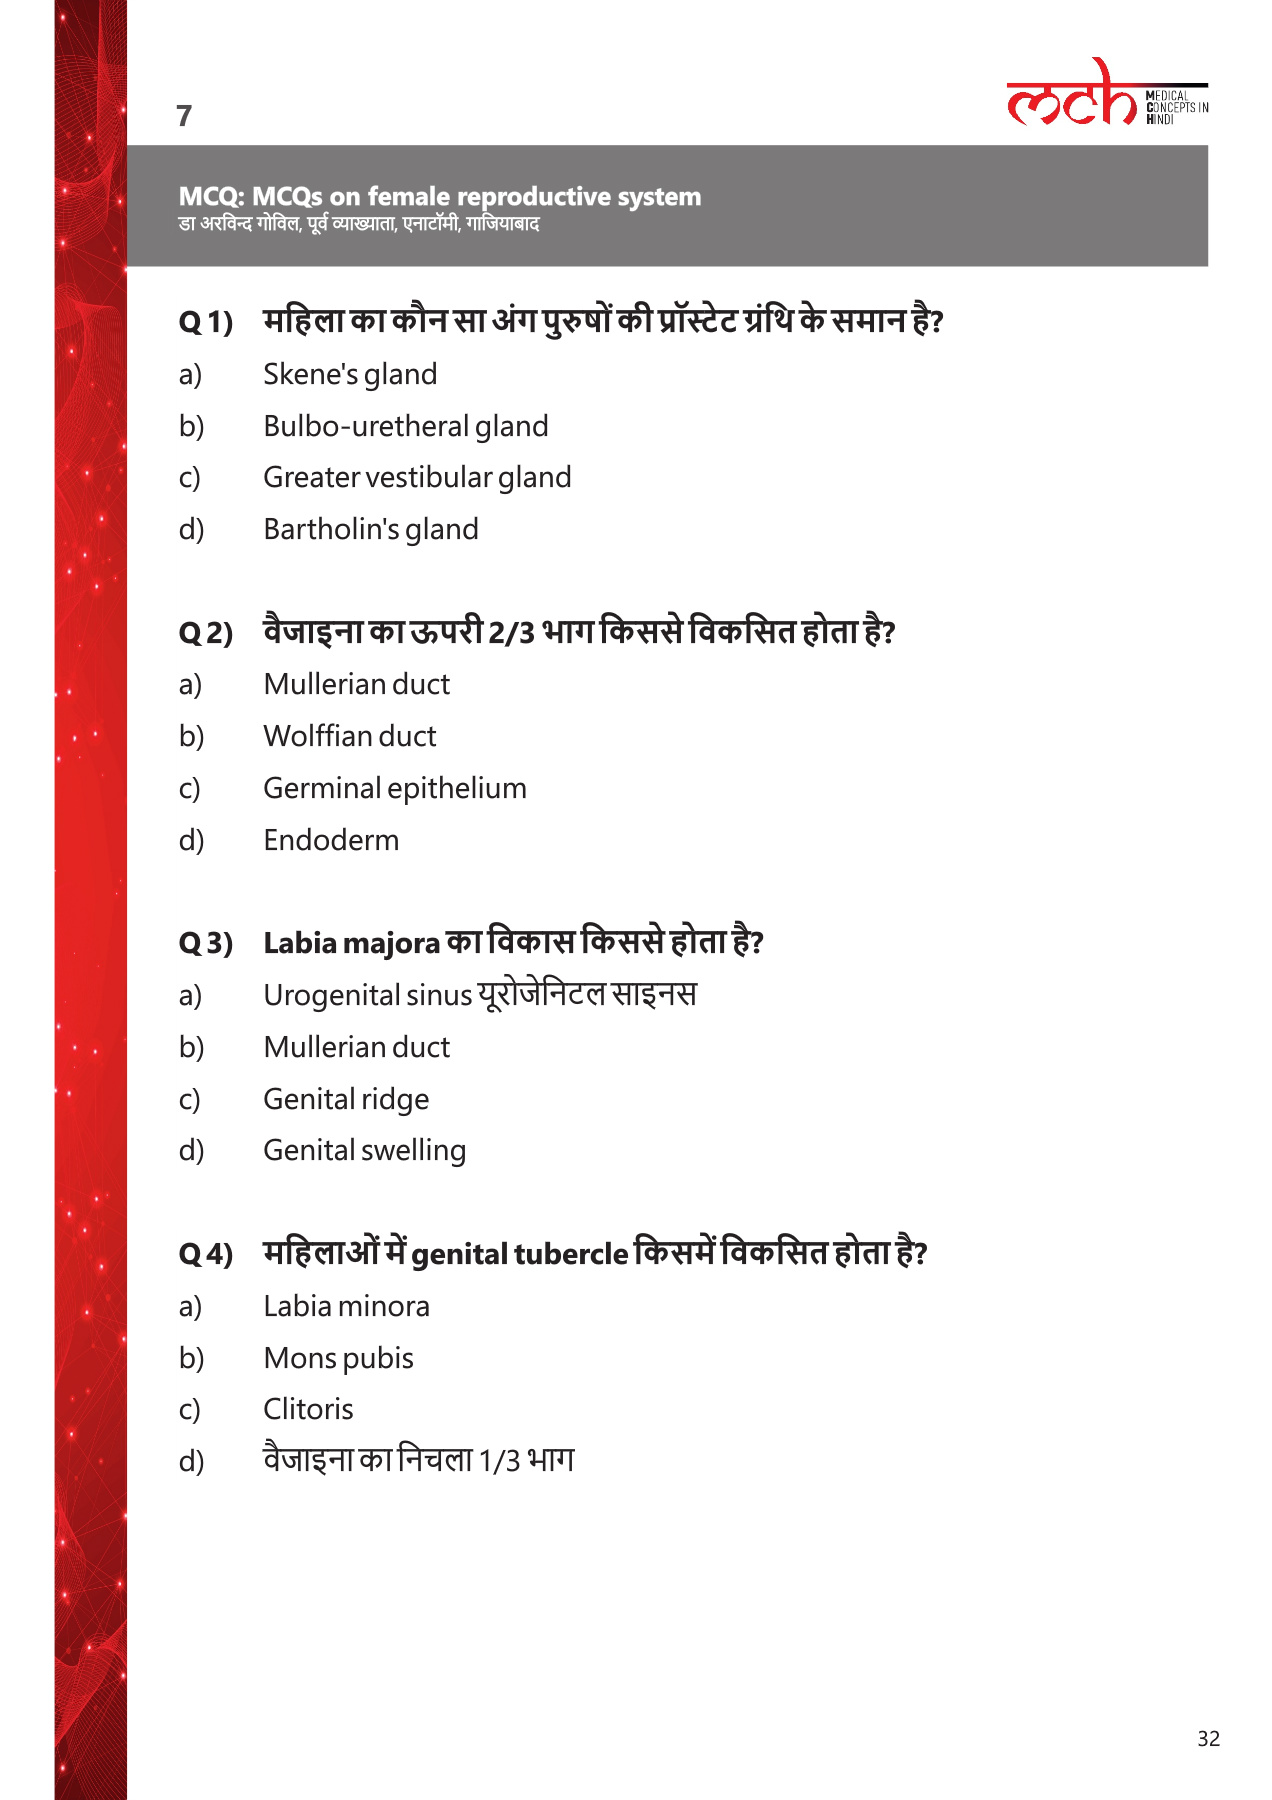 7
mch
MEDICAL
CONCEPTS IN
HINDI
MCQ: MCQs on female reproductive system
डा अरविन्द गोविल, पूर्व व्याख्याता, एनाटॉमी, गाजियाबाद
Q 1) महिला का कौन सा अंग पुरुषों की प्रॉस्टेट ग्रंथि के समान है?
a) Skene's gland
b) Bulbo-uretheral gland
c) Greater vestibular gland
d) Bartholin's gland
Q 2) वैजाइना का ऊपरी 2/3 भाग किससे विकसित होता है?
a) Mullerian duct
b) Wolffian duct
c) Germinal epithelium
d) Endoderm
Q 3) Labia majora का विकास किससे होता है?
a) Urogenital sinus यूरोजेनिटल साइनस
b) Mullerian duct
c) Genital ridge
d) Genital swelling
Q 4) महिलाओं में genital tubercle किसमें विकसित होता है?
a) Labia minora
b) Mons pubis
c) Clitoris
d) वैजाइना का निचला 1/3 भाग
32